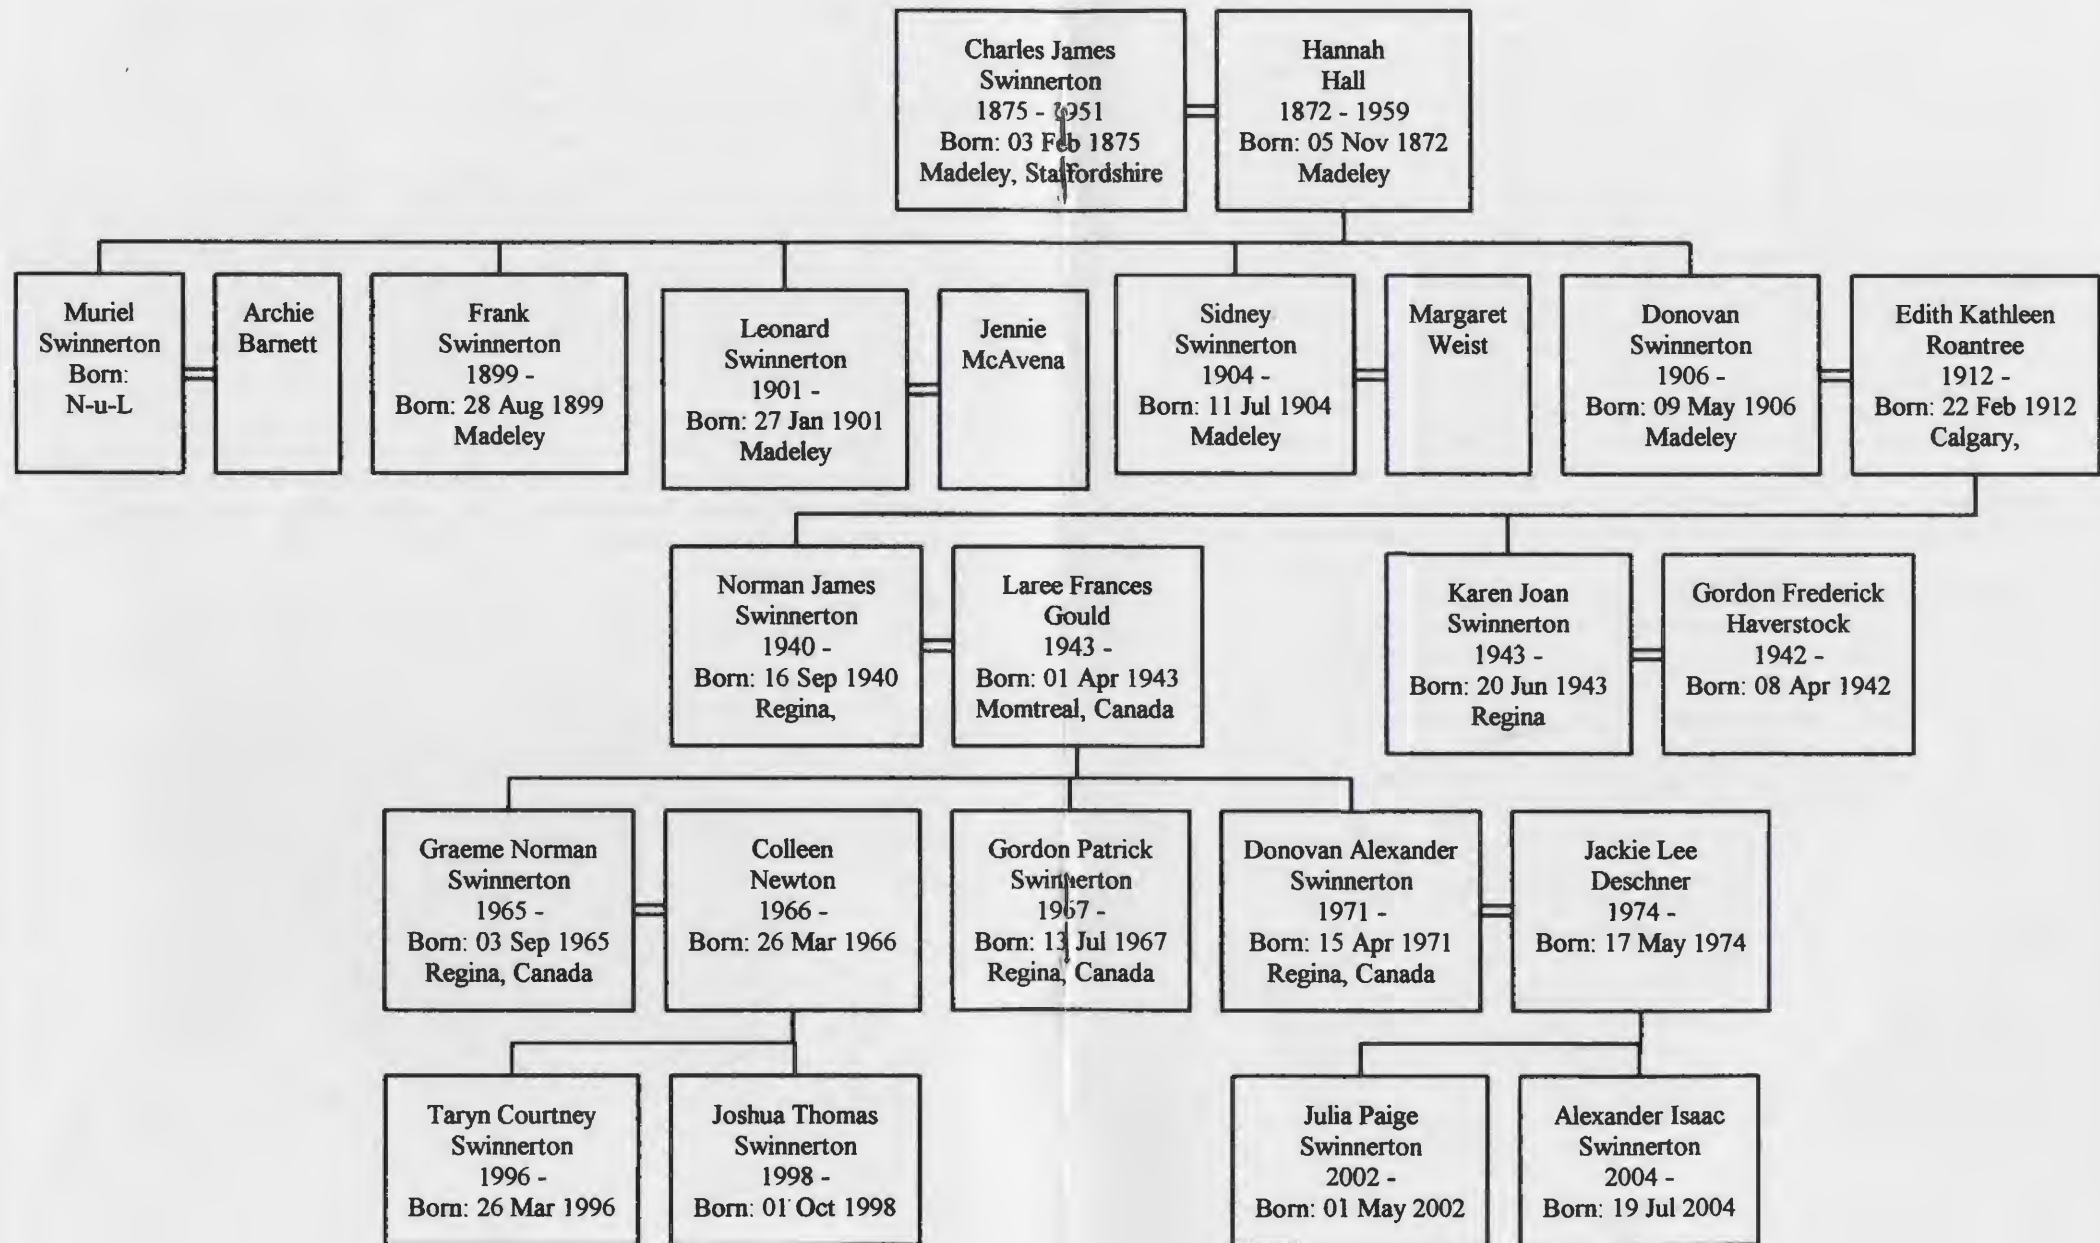 Charles James
Swinnerton
1875 - 1951
Born: 03 Feb 1875
Madeley, Staffordshire
Hannah
Hall
1872 - 1959
Born: 05 Nov 1872
Madeley
Muriel
Swinnerton
Born:
N-u-L
Archie
Barnett
Frank
Swinnerton
1899 -
Born: 28 Aug 1899
Madeley
Leonard
Swinnerton
1901 -
Born: 27 Jan 1901
Madeley
Jennie
McAvena
Sidney
Swinnerton
1904 -
Born: 11 Jul 1904
Madeley
Margaret
Weist
Donovan
Swinnerton
1906 -
Born: 09 May 1906
Madeley
Edith Kathleen
Roantree
1912 -
Born: 22 Feb 1912
Calgary,
Norman James
Swinnerton
1940 -
Born: 16 Sep 1940
Regina,
Laree Frances
Gould
1943 -
Born: 01 Apr 1943
Momtreal, Canada
Karen Joan
Swinnerton
1943 -
Born: 20 Jun 1943
Regina
Gordon Frederick
Haverstock
1942 -
Born: 08 Apr 1942
Graeme Norman
Swinnerton
1965 -
Born: 03 Sep 1965
Regina, Canada
Colleen
Newton
1966 -
Born: 26 Mar 1966
Gordon Patrick
Swinnerton
1967 -
Born: 13 Jul 1967
Regina, Canada
Donovan Alexander
Swinnerton
1971 -
Born: 15 Apr 1971
Regina, Canada
Jackie Lee
Deschner
1974 -
Born: 17 May 1974
Taryn Courtney
Swinnerton
1996 -
Born: 26 Mar 1996
Joshua Thomas
Swinnerton
1998 -
Born: 01 Oct 1998
Julia Paige
Swinnerton
2002 -
Born: 01 May 2002
Alexander Isaac
Swinnerton
2004 -
Born: 19 Jul 2004